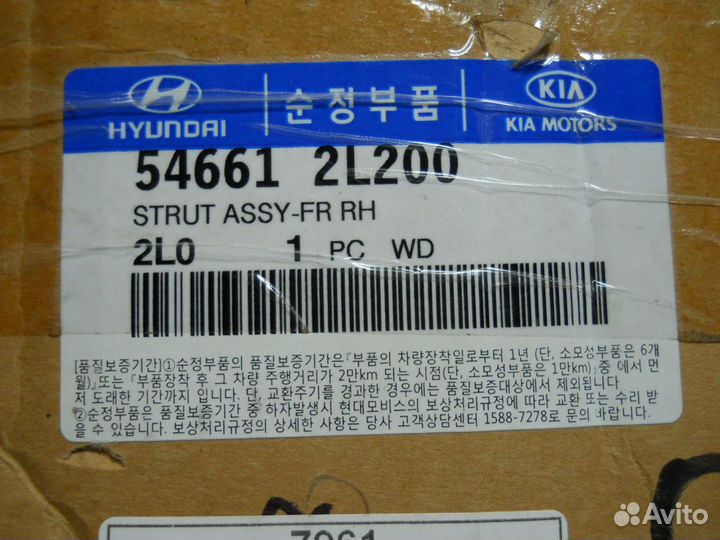 HYUNDAI 순정부품 KIA KIA MOTORS
54661 2L200
STRUT ASSY-FR RH
2L0 1 PC WD
[품질보증기간]①순정부품의 품질보증기간은『부품의 차량장착일로부터 1년 (단, 소모성부품은 6개
월)』또는 『부품장착 후 그 차량 주행거리가 2만km 되는 시점(단, 소모성부품은 1만km)』중 에서 먼
저 도래한 기간까지 입니다. 단, 교환주기를 경과한 경우에는 품질보증대상에서 제외됩니다
②순정부품은 품질보증기간 중 하자발생시 현대모비스의 보상처리규정에 따라 교환 또는 수리 받
을 수 있습니다. 보상처리규정의 상세한 사항은 당사 고객상담센터 1588-7278로 문의 바랍니다.
7961
Avito